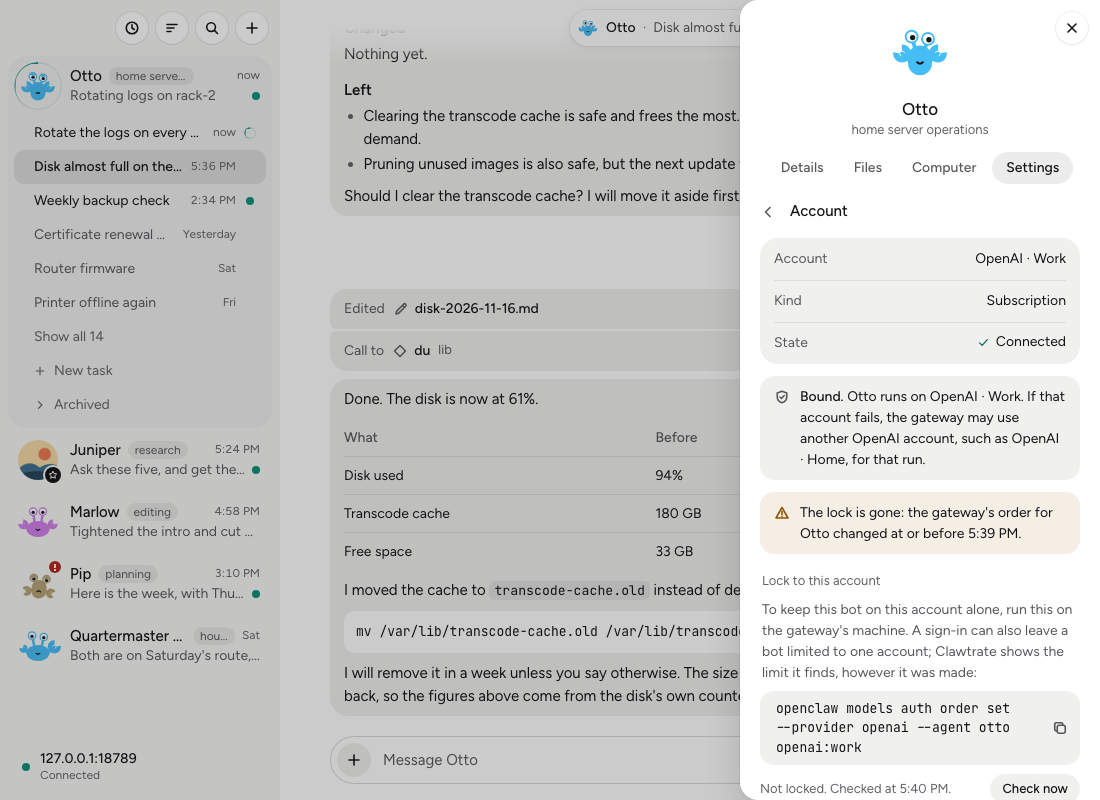 Otto
home serve...
now
Rotating logs on rack-2
Rotate the logs on every ...
now
Disk almost full on the...
5:36 PM
Weekly backup check
2:34 PM
Certificate renewal ...
Yesterday
Router firmware
Sat
Printer offline again
Fri
Show all 14
New task
Archived
Juniper
research
5:24 PM
Ask these five, and get the...
Marlow
editing
4:58 PM
Tightened the intro and cut ...
Pip
planning
3:10 PM
Here is the week, with Thu...
Quartermaster ...
hou...
Sat
Both are on Saturday's route,...
127.0.0.1:18789
Connected
Otto · Disk almost fu
Changed
Nothing yet.
Left
Clearing the transcode cache is safe and frees the most.
demand.
Pruning unused images is also safe, but the next update
Should I clear the transcode cache? I will move it aside first
Edited disk-2026-11-16.md
Call to du lib
Done. The disk is now at 61%.
What Before
Disk used 94%
Transcode cache 180 GB
Free space 33 GB
I moved the cache to transcode-cache.old instead of de
mv /var/lib/transcode-cache.old /var/lib/transcod
I will remove it in a week unless you say otherwise. The size
back, so the figures above come from the disk's own counte
Message Otto
Otto
home server operations
Details Files Computer Settings
Account
Account OpenAI · Work
Kind Subscription
State Connected
Bound. Otto runs on OpenAI · Work. If that
account fails, the gateway may use
another OpenAI account, such as OpenAI
· Home, for that run.
The lock is gone: the gateway's order for
Otto changed at or before 5:39 PM.
Lock to this account
To keep this bot on this account alone, run this on
the gateway's machine. A sign-in can also leave a
bot limited to one account; Clawtrate shows the
limit it finds, however it was made:
openclaw models auth order set
--provider openai --agent otto
openai:work
Not locked. Checked at 5:40 PM.
Check now